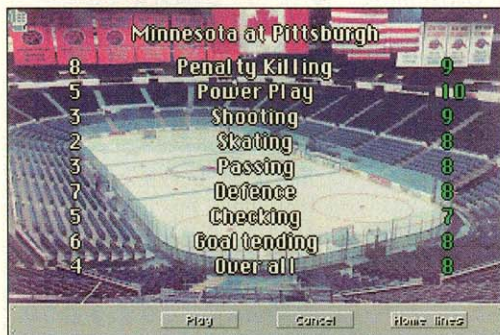 Minnesota at Pittsburgh
8 Penalty Killing 9
5 Power Play 10
3 Shooting 9
2 Skating 8
3 Passing 8
7 Defence 8
5 Checking 7
6 Goal tending 8
4 Over all 8
Play Cancel Home lines